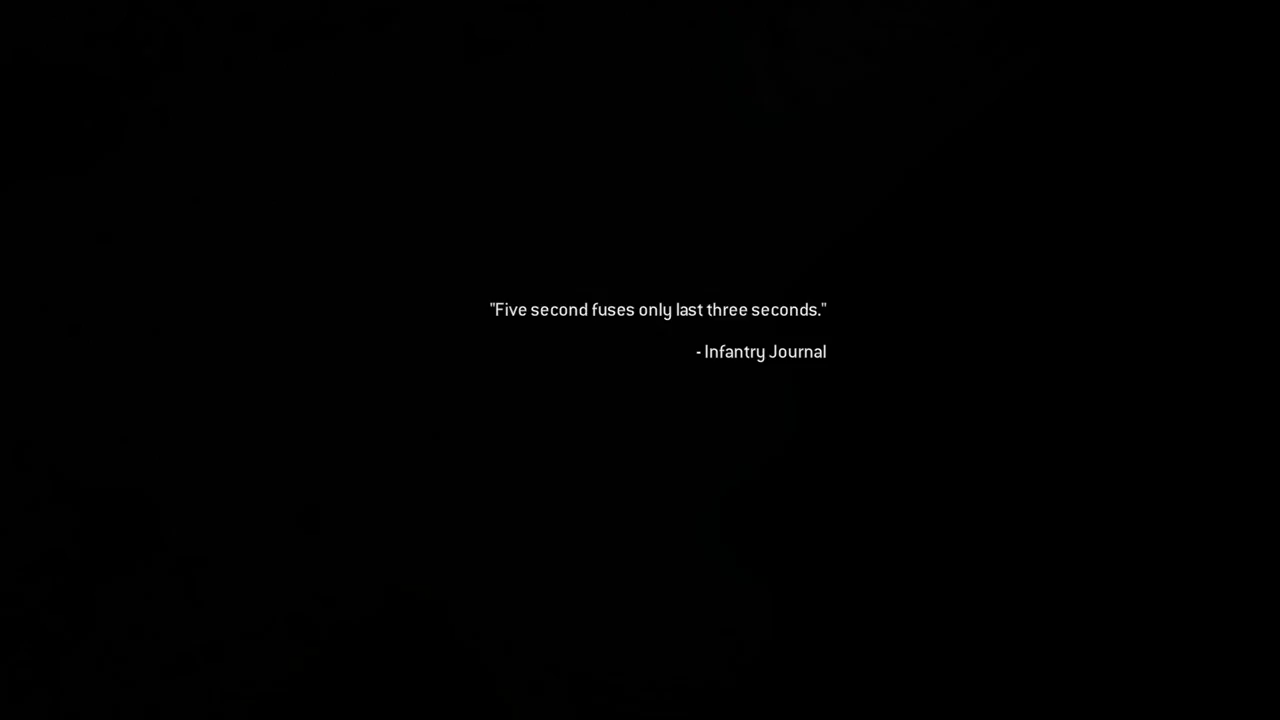 "Five second fuses only last three seconds."
- Infantry Journal